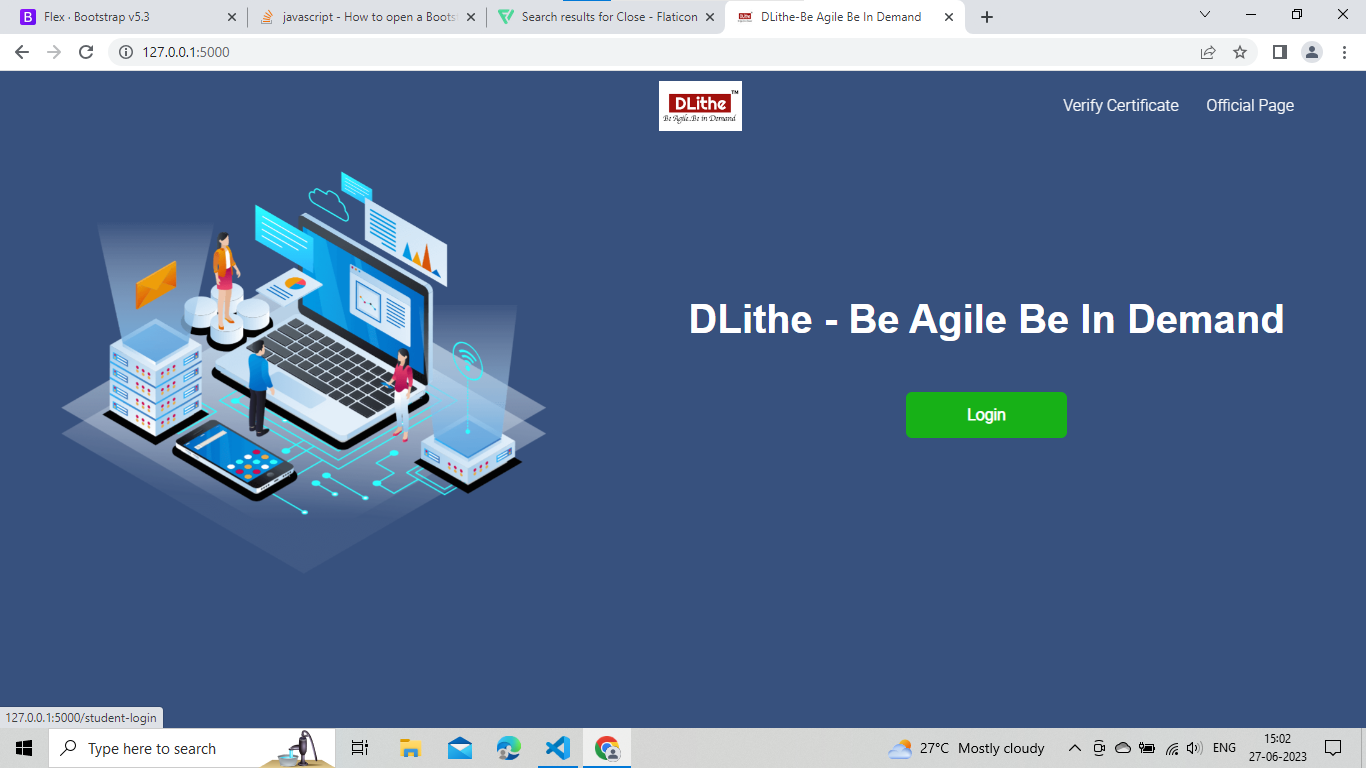 Flex · Bootstrap v5.3
javascript - How to open a Boots
Search results for Close - Flaticon
DLithe-Be Agile Be In Demand
127.0.0.1:5000
DLithe™
Be Agile..Be in Demand
Verify Certificate
Official Page
DLithe - Be Agile Be In Demand
Login
127.0.0.1:5000/student-login
Type here to search
27°C Mostly cloudy
ENG
15:02
27-06-2023